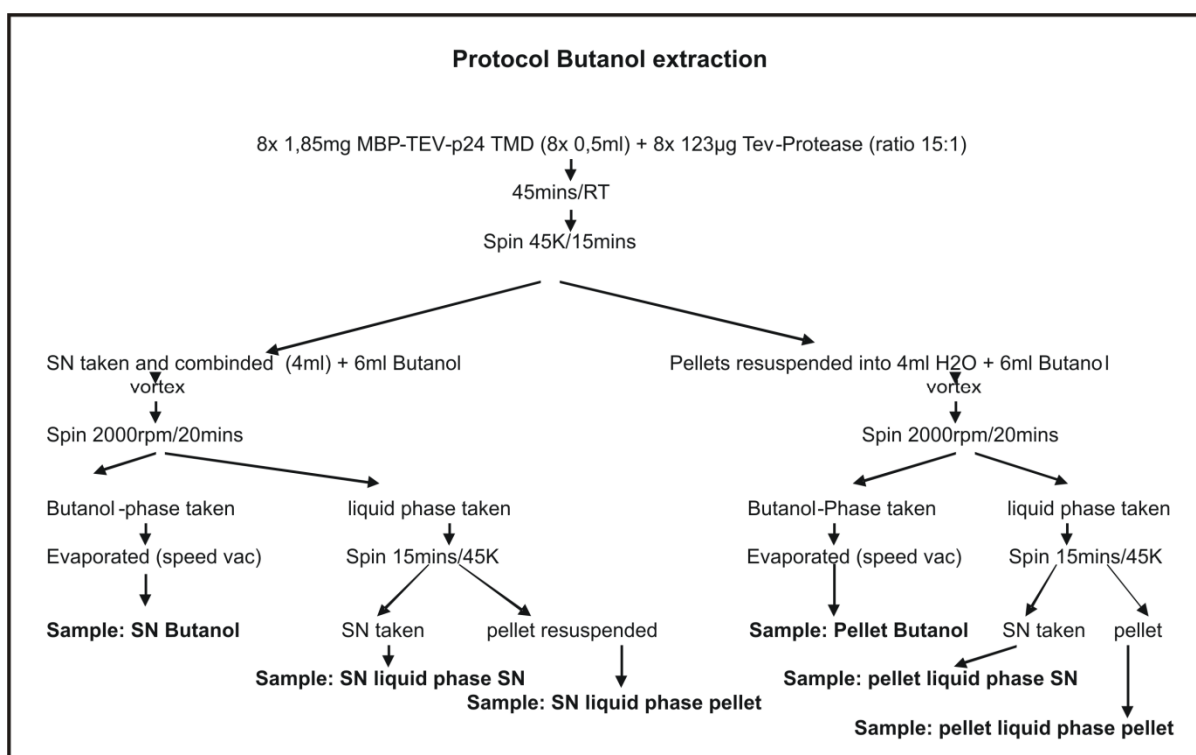 Protocol Butanol extraction
8x 1,85mg MBP-TEV-p24 TMD (8x 0,5ml) + 8x 123µg Tev-Protease (ratio 15:1)
45mins/RT
Spin 45K/15mins
SN taken and combinded (4ml) + 6ml Butanol
vortex
Spin 2000rpm/20mins
Butanol-phase taken
liquid phase taken
Evaporated (speed vac)
Spin 15mins/45K
Sample: SN Butanol
SN taken
pellet resuspended
Sample: SN liquid phase SN
Sample: SN liquid phase pellet
Pellets resuspended into 4ml H2O + 6ml Butanol
vortex
Spin 2000rpm/20mins
Butanol-Phase taken
liquid phase taken
Evaporated (speed vac)
Spin 15mins/45K
Sample: Pellet Butanol
SN taken
pellet
Sample: pellet liquid phase SN
Sample: pellet liquid phase pellet